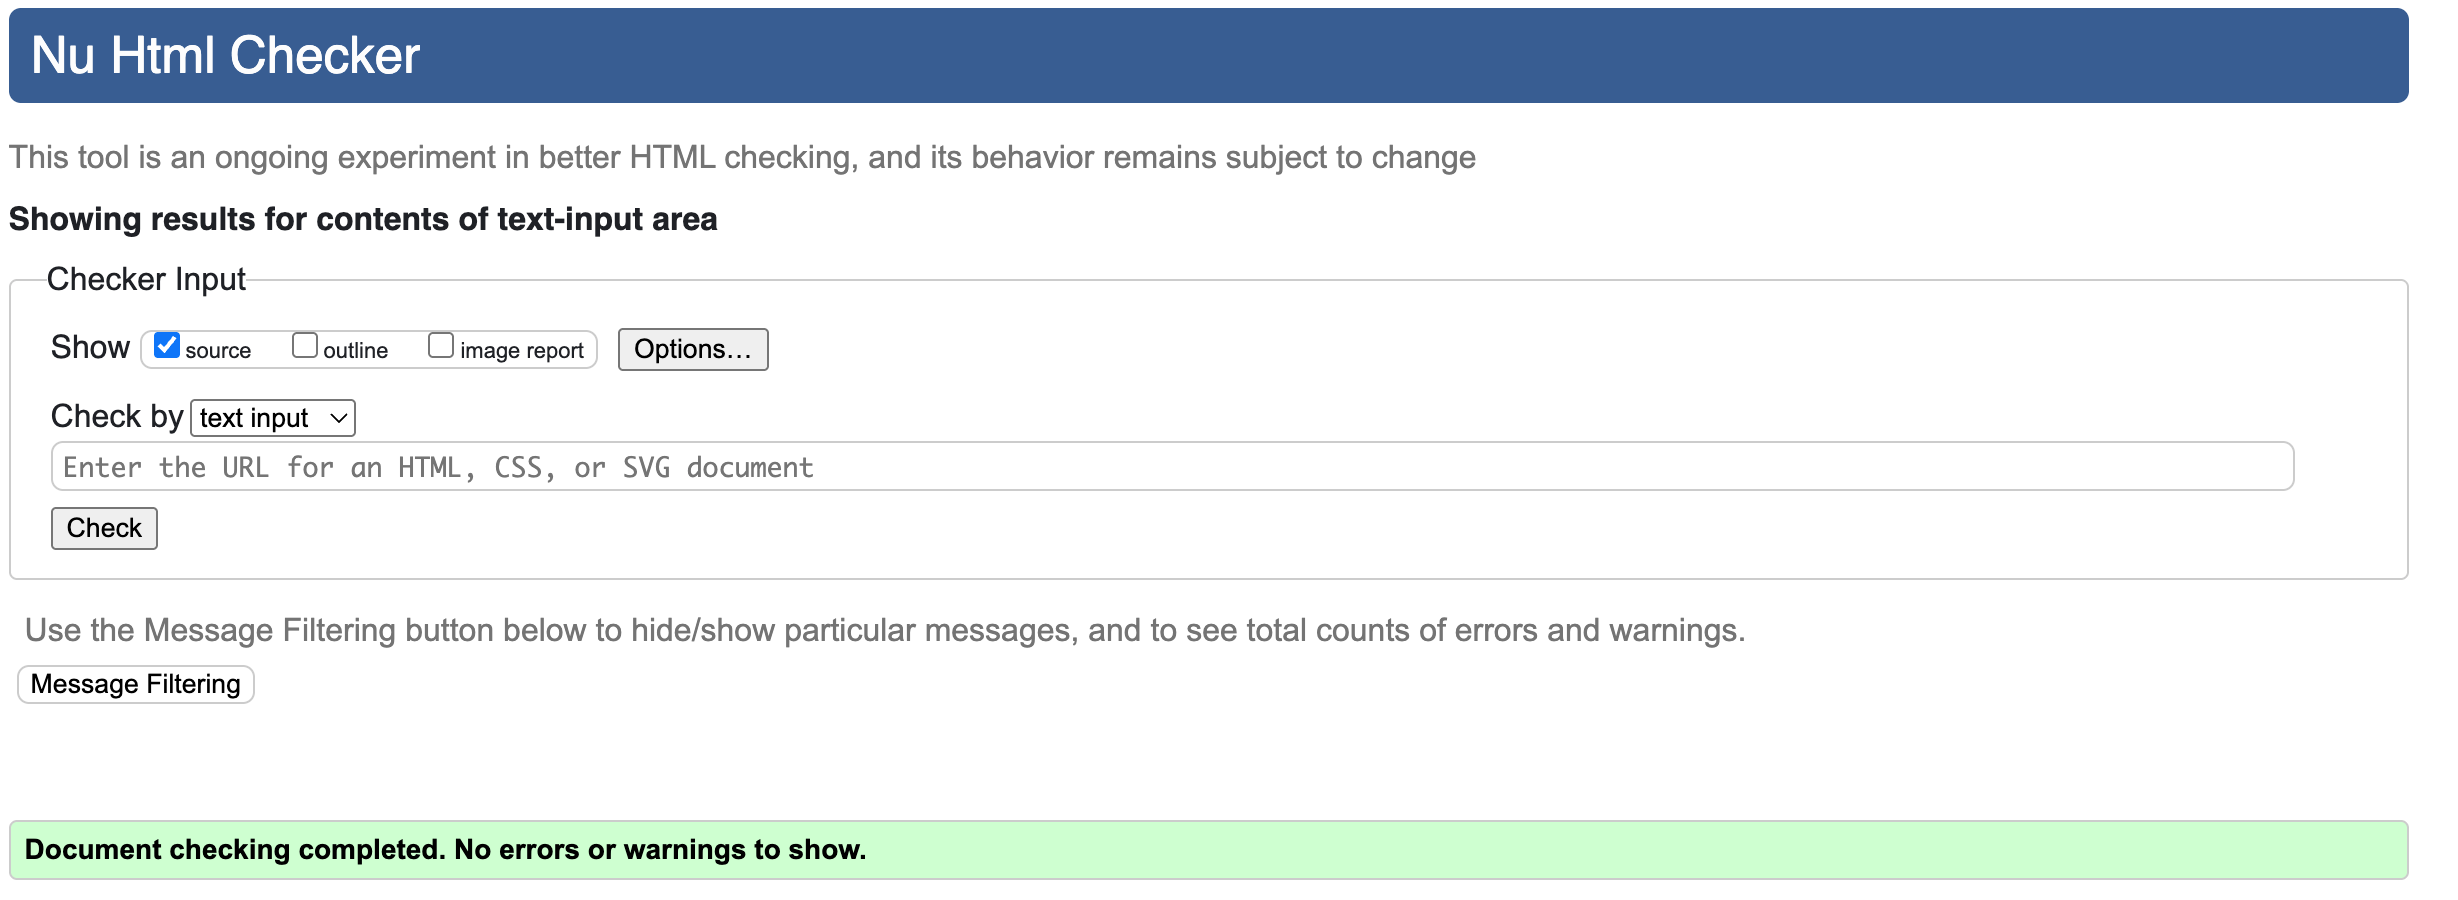 Nu Html Checker
This tool is an ongoing experiment in better HTML checking, and its behavior remains subject to change
Showing results for contents of text-input area
Checker Input
Show source outline image report Options...
Check by text input
Enter the URL for an HTML, CSS, or SVG document
Check
Use the Message Filtering button below to hide/show particular messages, and to see total counts of errors and warnings.
Message Filtering
Document checking completed. No errors or warnings to show.